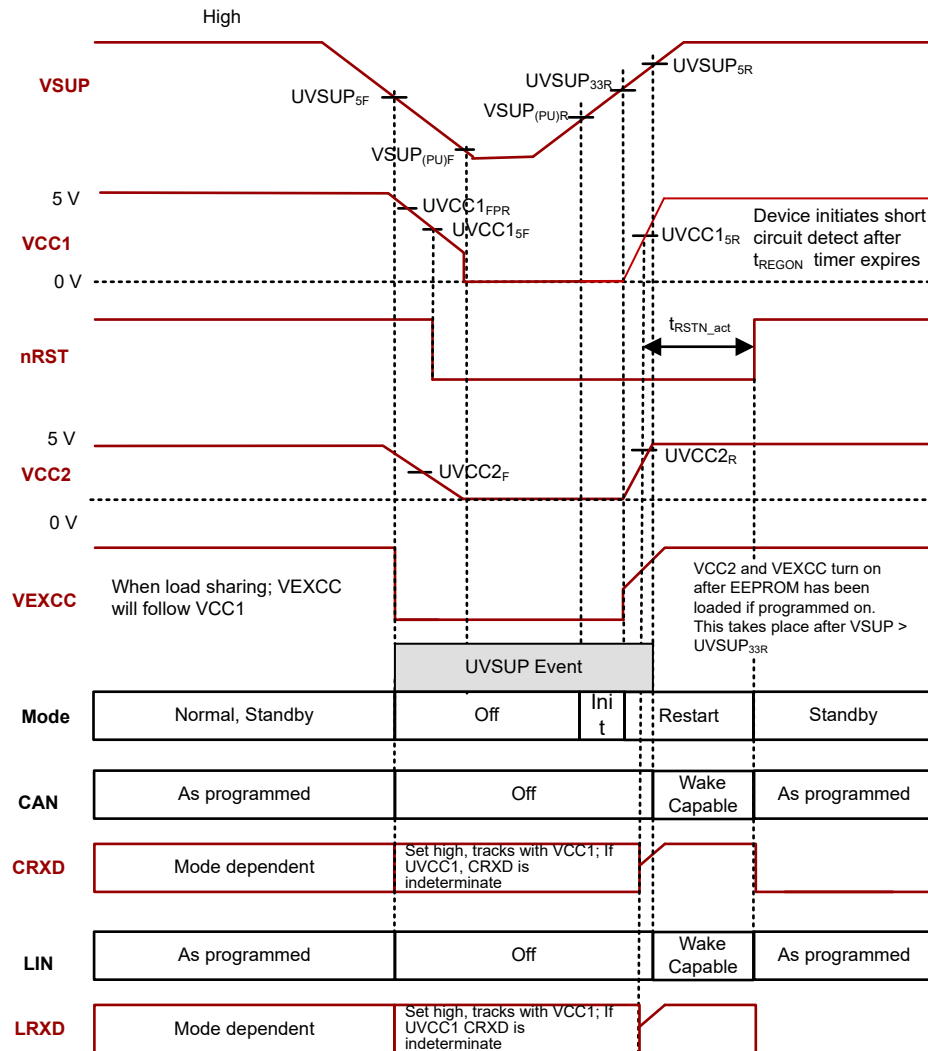 High
VSUP
UVSUP5F
VSUP(PU)F
VSUP(PU)R
UVSUP33R
UVSUP5R
5 V
VCC1
0 V
UVCC1FPR
UVCC15F
UVCC15R
Device initiates short
circuit detect after
tREGON timer expires
nRST
tRSTN_act
5 V
VCC2
0 V
UVCC2F
UVCC2R
VEXCC
When load sharing; VEXCC
will follow VCC1
VCC2 and VEXCC turn on
after EEPROM has been
loaded if programmed on.
This takes place after VSUP >
UVSUP33R
UVSUP Event
Mode
Normal, Standby
Off
Ini
t
Restart
Standby
CAN
As programmed
Off
Wake
Capable
As programmed
CRXD
Mode dependent
Set high, tracks with VCC1; If
UVCC1, CRXD is
indeterminate
LIN
As programmed
Off
Wake
Capable
As programmed
LRXD
Mode dependent
Set high, tracks with VCC1; If
UVCC1 CRXD is
indeterminate